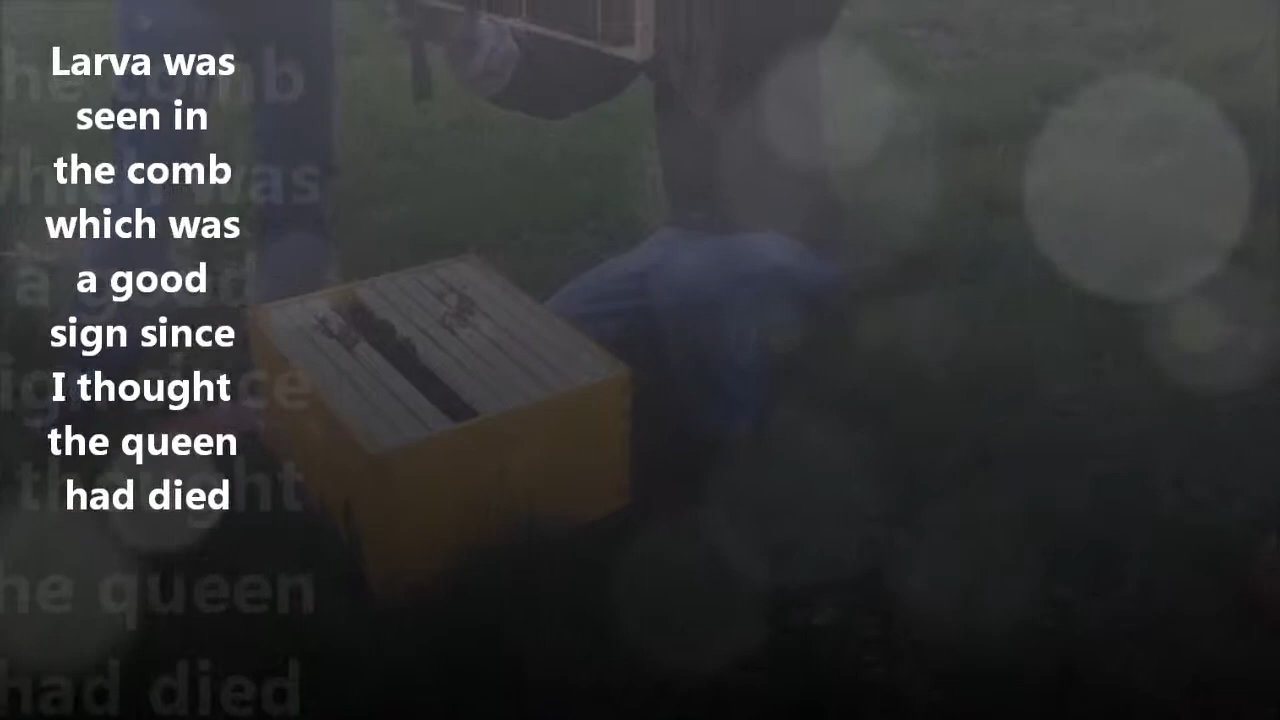 Larva was
seen in
the comb
which was
a good
sign since
I thought
the queen
had died